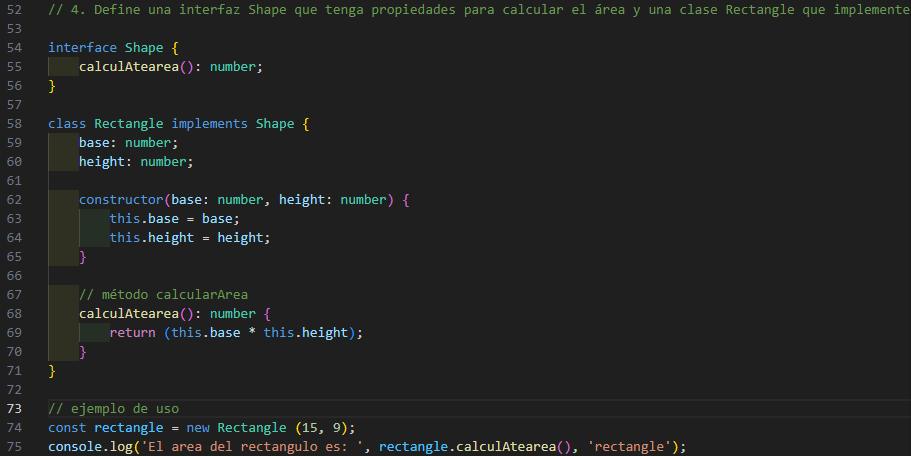 52 // 4. Define una interfaz Shape que tenga propiedades para calcular el área y una clase Rectangle que implemente
53
54 interface Shape {
55     calculAtearea(): number;
56 }
57
58 class Rectangle implements Shape {
59     base: number;
60     height: number;
61
62     constructor(base: number, height: number) {
63         this.base = base;
64         this.height = height;
65     }
66
67     // método calcularArea
68     calculAtearea(): number {
69         return (this.base * this.height);
70     }
71 }
72
73 // ejemplo de uso
74 const rectangle = new Rectangle (15, 9);
75 console.log('El area del rectangulo es: ', rectangle.calculAtearea(), 'rectangle');